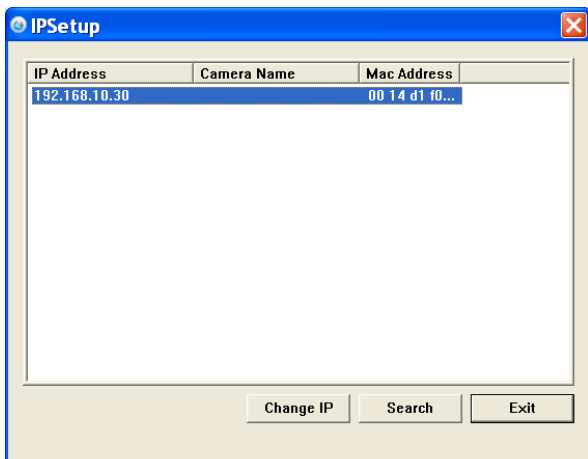 IPSetup
IP Address Camera Name Mac Address
192.168.10.30 00 14 d1 f0...
Change IP Search Exit